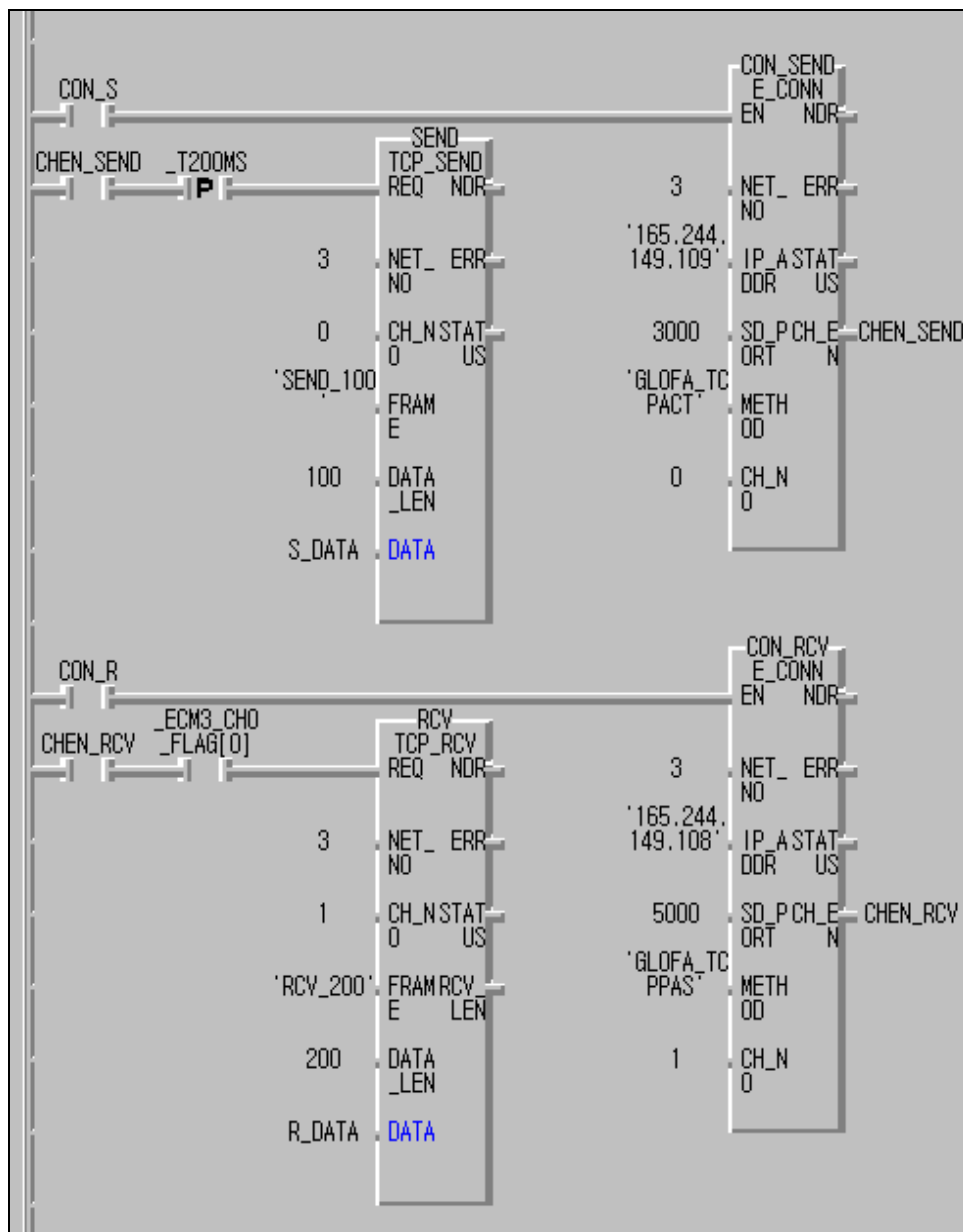 CON_SEND
CON_S E_CONN
EN NDR
SEND
CHEN_SEND _T200MS TCP_SEND
P REQ NDR 3 NET_ ERR
NO
'165.244.
3 NET_ ERR 149.109' IP_A STAT
NO DDR US
0 CH_N STAT 3000 SD_P CH_E CHEN_SEND
O US ORT N
'SEND_100 'GLOFA_TC
' FRAM PACT' METH
E OD
100 DATA 0 CH_N
_LEN O
S_DATA DATA
CON_RCV
CON_R E_CONN
EN NDR
_ECM3_CH0 RCV
CHEN_RCV _FLAG[0] TCP_RCV
REQ NDR 3 NET_ ERR
NO
'165.244.
3 NET_ ERR 149.108' IP_A STAT
NO DDR US
1 CH_N STAT 5000 SD_P CH_E CHEN_RCV
O US ORT N
'GLOFA_TC
'RCV_200' FRAM RCV_ PPAS' METH
E LEN OD
200 DATA 1 CH_N
_LEN O
R_DATA DATA